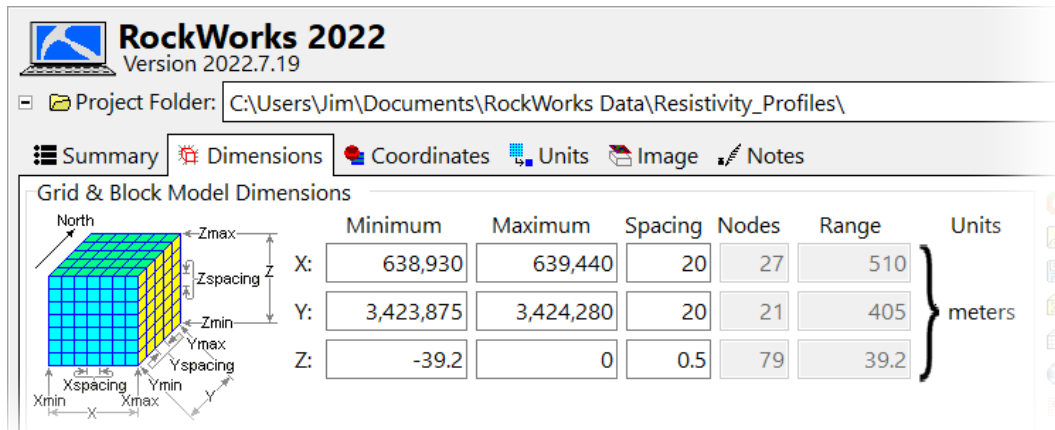 RockWorks 2022
Version 2022.7.19
Project Folder: C:\Users\Jim\Documents\RockWorks Data\Resistivity_Profiles\
Summary Dimensions Coordinates Units Image Notes
Grid & Block Model Dimensions
North
Zmax
Zspacing
Z
Zmin
Ymax
Yspacing
Xspacing
Ymin
Y
Xmin
Xmax
X
Minimum Maximum Spacing Nodes Range Units
X: 638,930 639,440 20 27 510
Y: 3,423,875 3,424,280 20 21 405 meters
Z: -39.2 0 0.5 79 39.2